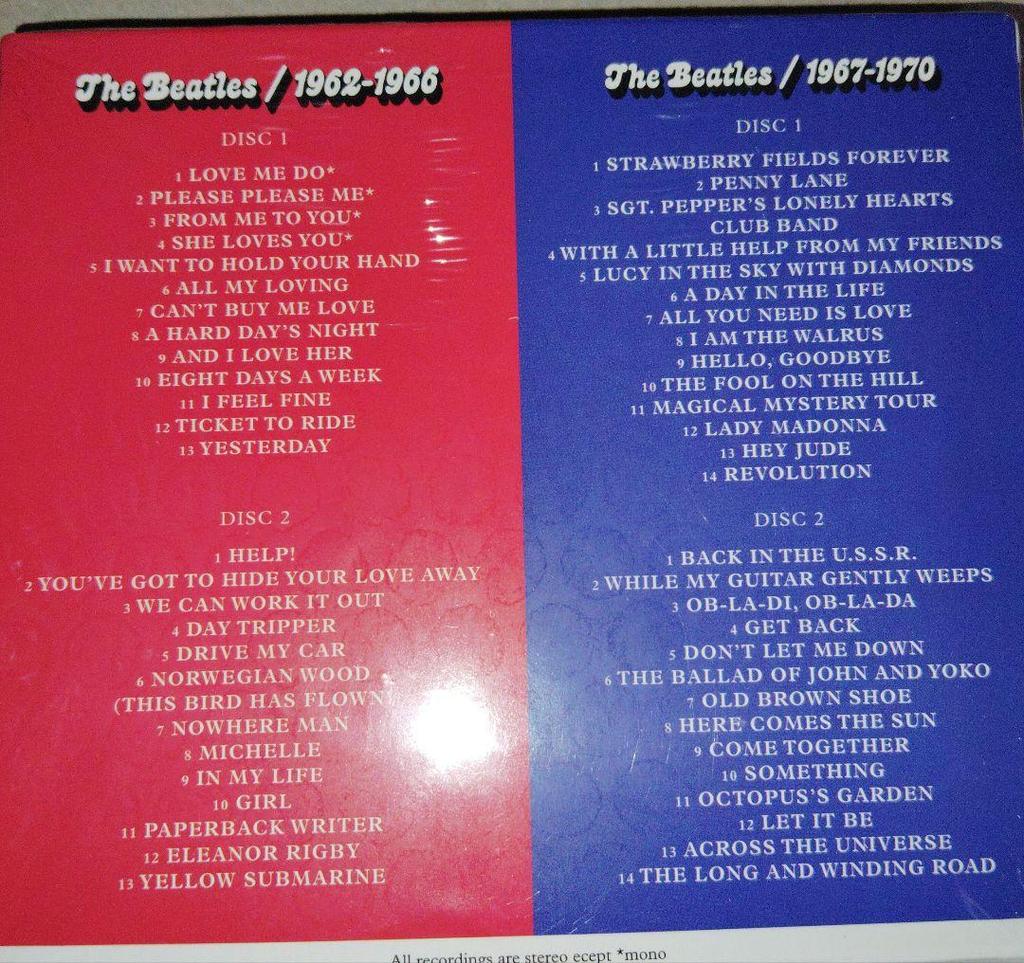 The Beatles / 1962-1966
DISC 1
1 LOVE ME DO*
2 PLEASE PLEASE ME*
3 FROM ME TO YOU*
4 SHE LOVES YOU*
5 I WANT TO HOLD YOUR HAND
6 ALL MY LOVING
7 CAN'T BUY ME LOVE
8 A HARD DAY'S NIGHT
9 AND I LOVE HER
10 EIGHT DAYS A WEEK
11 I FEEL FINE
12 TICKET TO RIDE
13 YESTERDAY
DISC 2
1 HELP!
2 YOU'VE GOT TO HIDE YOUR LOVE AWAY
3 WE CAN WORK IT OUT
4 DAY TRIPPER
5 DRIVE MY CAR
6 NORWEGIAN WOOD
(THIS BIRD HAS FLOWN)
7 NOWHERE MAN
8 MICHELLE
9 IN MY LIFE
10 GIRL
11 PAPERBACK WRITER
12 ELEANOR RIGBY
13 YELLOW SUBMARINE
The Beatles / 1967-1970
DISC 1
1 STRAWBERRY FIELDS FOREVER
2 PENNY LANE
3 SGT. PEPPER'S LONELY HEARTS
CLUB BAND
4 WITH A LITTLE HELP FROM MY FRIENDS
5 LUCY IN THE SKY WITH DIAMONDS
6 A DAY IN THE LIFE
7 ALL YOU NEED IS LOVE
8 I AM THE WALRUS
9 HELLO, GOODBYE
10 THE FOOL ON THE HILL
11 MAGICAL MYSTERY TOUR
12 LADY MADONNA
13 HEY JUDE
14 REVOLUTION
DISC 2
1 BACK IN THE U.S.S.R.
2 WHILE MY GUITAR GENTLY WEEPS
3 OB-LA-DI, OB-LA-DA
4 GET BACK
5 DON'T LET ME DOWN
6 THE BALLAD OF JOHN AND YOKO
7 OLD BROWN SHOE
8 HERE COMES THE SUN
9 COME TOGETHER
10 SOMETHING
11 OCTOPUS'S GARDEN
12 LET IT BE
13 ACROSS THE UNIVERSE
14 THE LONG AND WINDING ROAD
All recordings are stereo ecept *mono